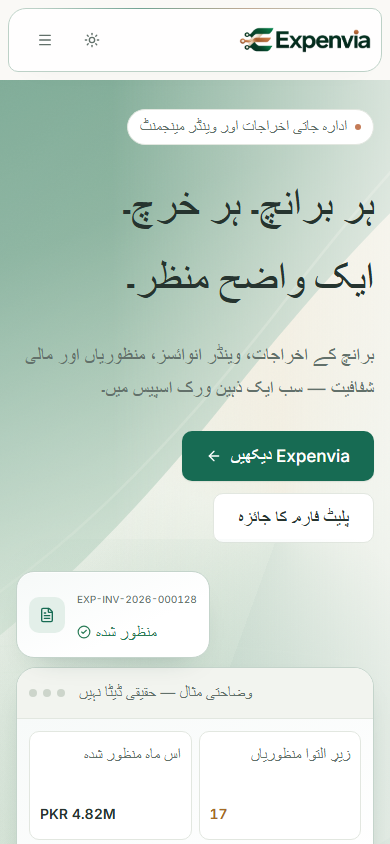 Expenvia
ادارہ جاتی اخراجات اور وینڈر مینجمنٹ
ہر برانچ۔ ہر خرچ۔
ایک واضح منظر۔
برانچ کے اخراجات، وینڈر انوائسز، منظوریاں اور مالی
شفافیت — سب ایک ذہین ورک اسپیس میں۔
Expenvia دیکھیں
پلیٹ فارم کا جائزہ
EXP-INV-2026-000128
منظور شدہ
وضاحتی مثال — حقیقی ڈیٹا نہیں
زیرِ التوا منظوریاں
17
اس ماہ منظور شدہ
PKR 4.82M